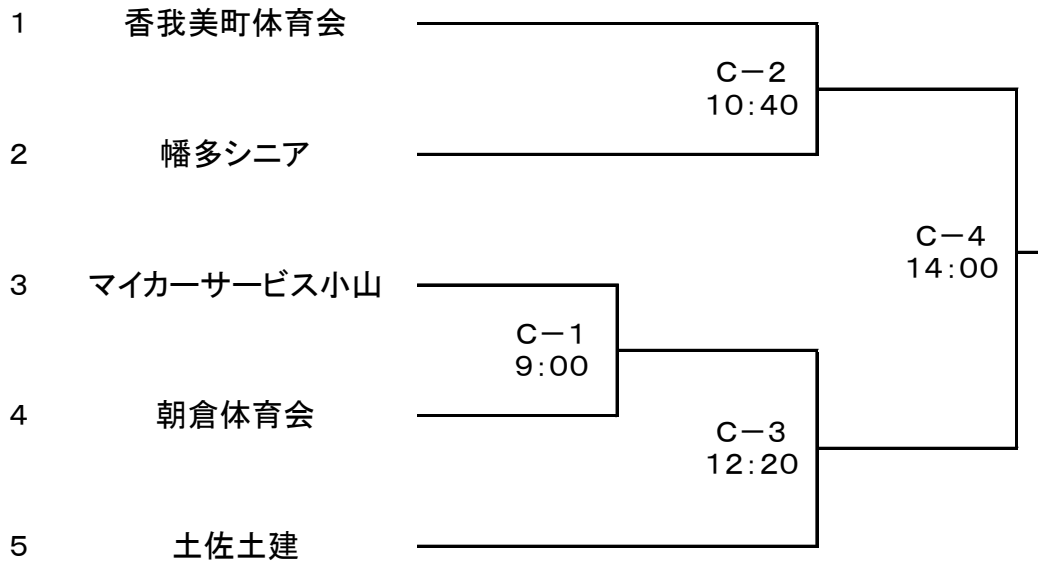 1 香我美町体育会
C－2
10:40
2 幡多シニア
C－4
14:00
3 マイカーサービス小山
C－1
9:00
4 朝倉体育会
C－3
12:20
5 土佐土建